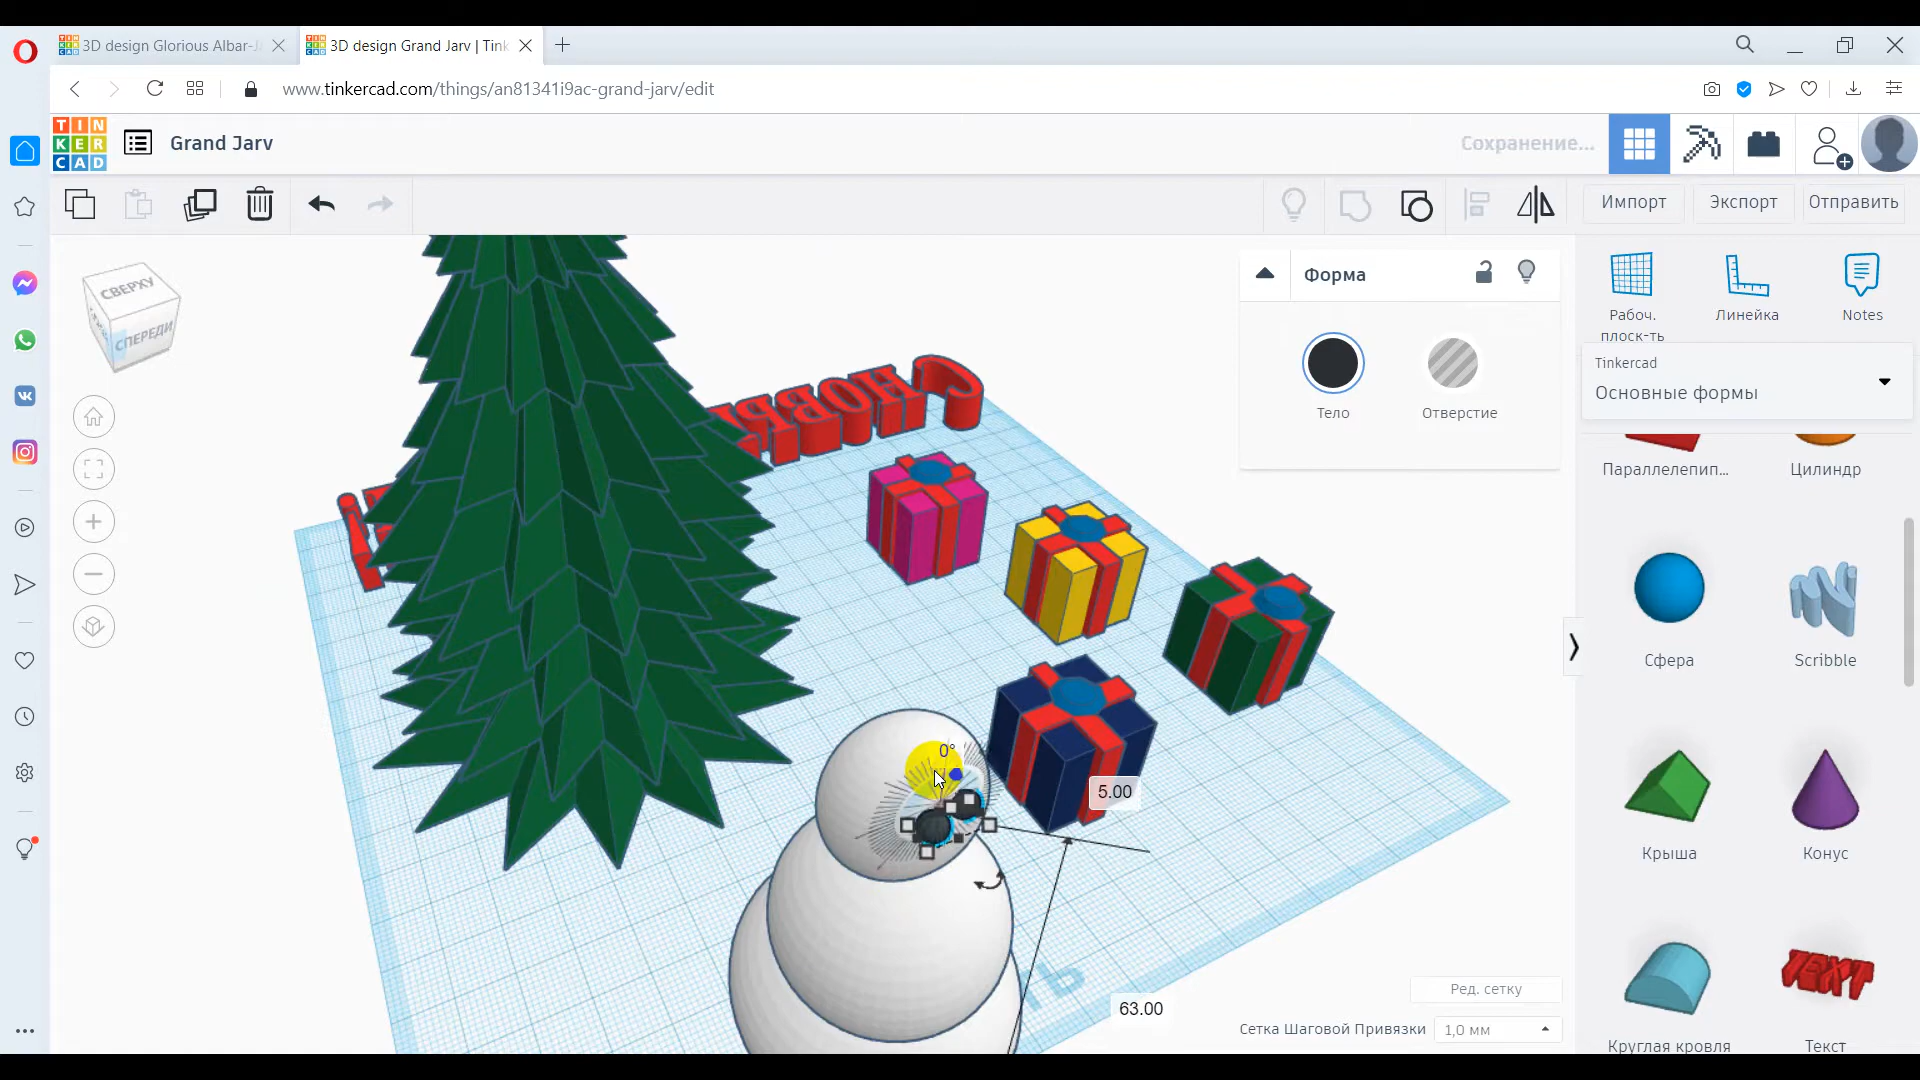 3D design Glorious Albar-J
3D design Grand Jarv | Tink
www.tinkercad.com/things/an81341i9ac-grand-jarv/edit
TIN
KER
CAD
Grand Jarv
Сохранение...
Импорт
Экспорт
Отправить
СВЕРХУ
СПЕРЕДИ
Форма
Тело
Отверстие
Рабоч.
плоск-ть
Линейка
Notes
Tinkercad
Основные формы
Параллелепип...
Цилиндр
Сфера
Scribble
Крыша
Конус
Круглая кровля
TEXT
Текст
С НОВЫ
0°
5.00
63.00
ть
Ред. сетку
Сетка Шаговой Привязки
1,0 мм